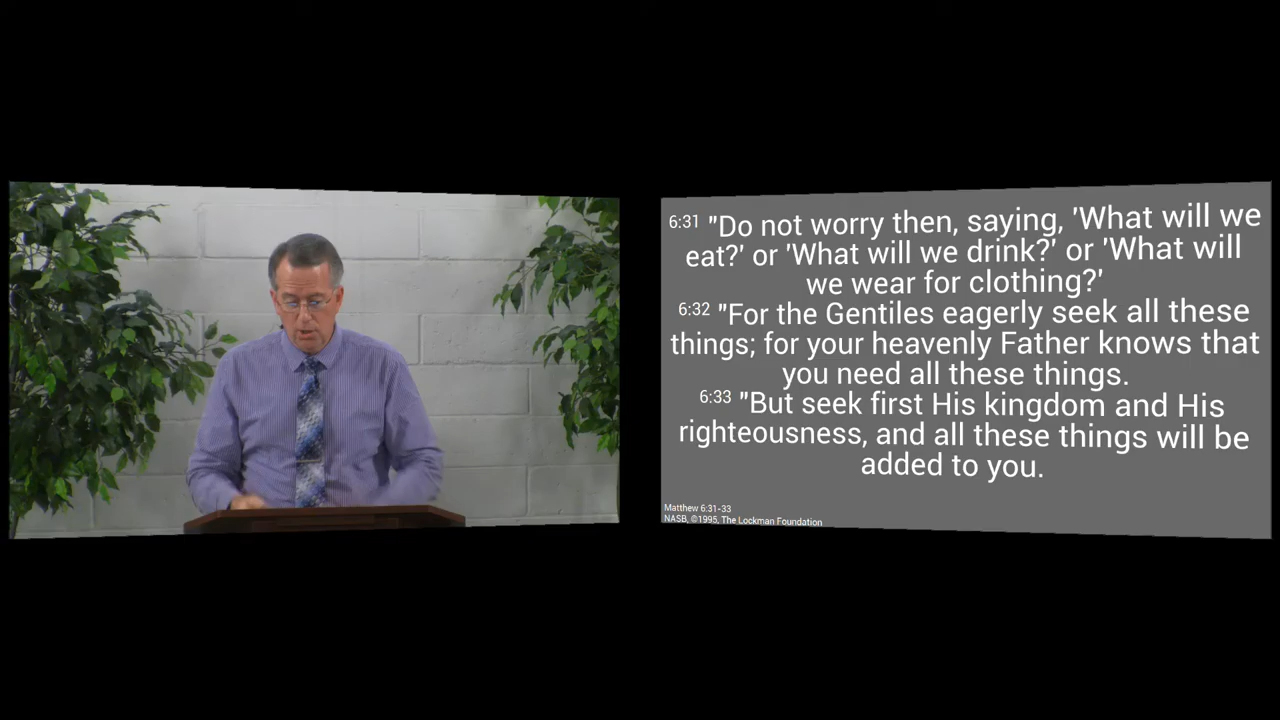 6:31 "Do not worry then, saying, 'What will we
eat?' or 'What will we drink?' or 'What will
we wear for clothing?'
6:32 "For the Gentiles eagerly seek all these
things; for your heavenly Father knows that
you need all these things.
6:33 "But seek first His kingdom and His
righteousness, and all these things will be
added to you.
Matthew 6:31-33
NASB, ©1995, The Lockman Foundation